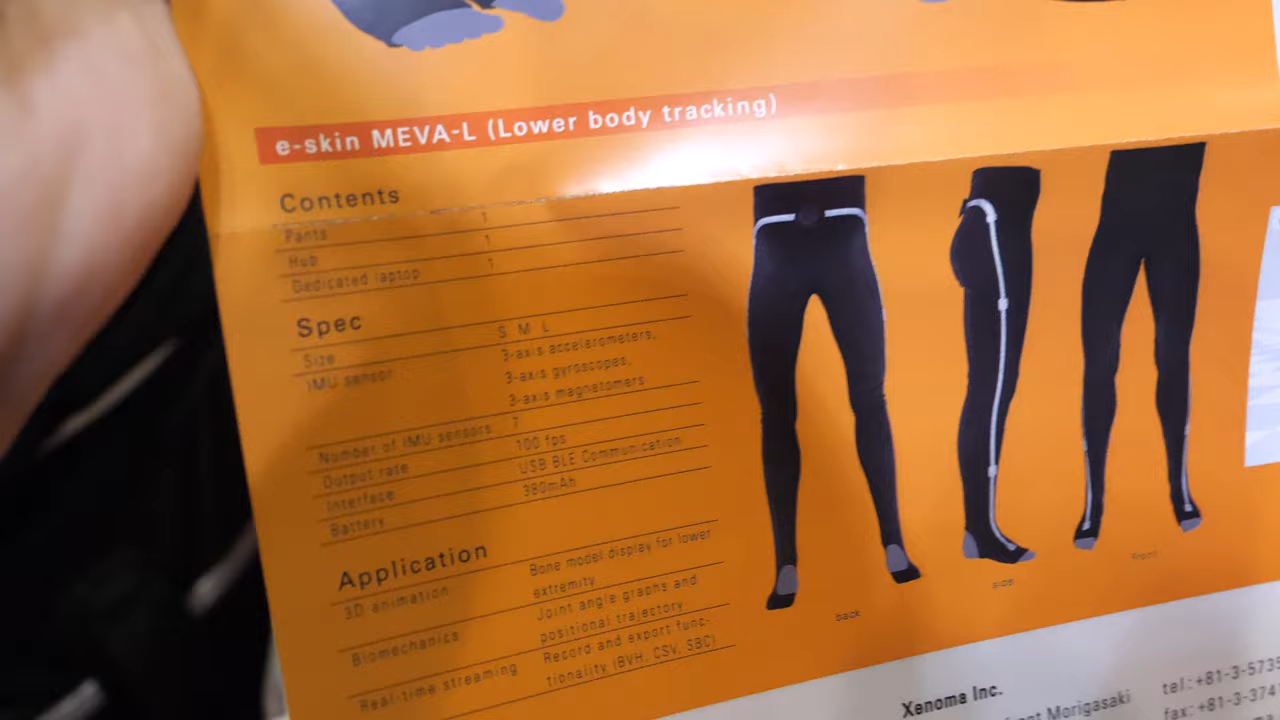 e-skin MEVA-L (Lower body tracking)
Contents
Pants 1
Hub 1
Dedicated laptop 1
Spec
Size S M L
IMU sensor 3-axis accelerometers,
3-axis gyroscopes,
3-axis magnatomers
Number of IMU sensors 7
Output rate 100 fps
Interface USB BLE Communication
Battery 380mAh
Application
3D animation Bone model display for lower
extremity
Biomechanics Joint angle graphs and
positional trajectory
Real-time streaming Record and export func-
tionality (BVH, CSV, SBC)
back
side
front
Xenoma Inc.
Morigasaki
tel:+81-3-5735
fax: +81-3-374